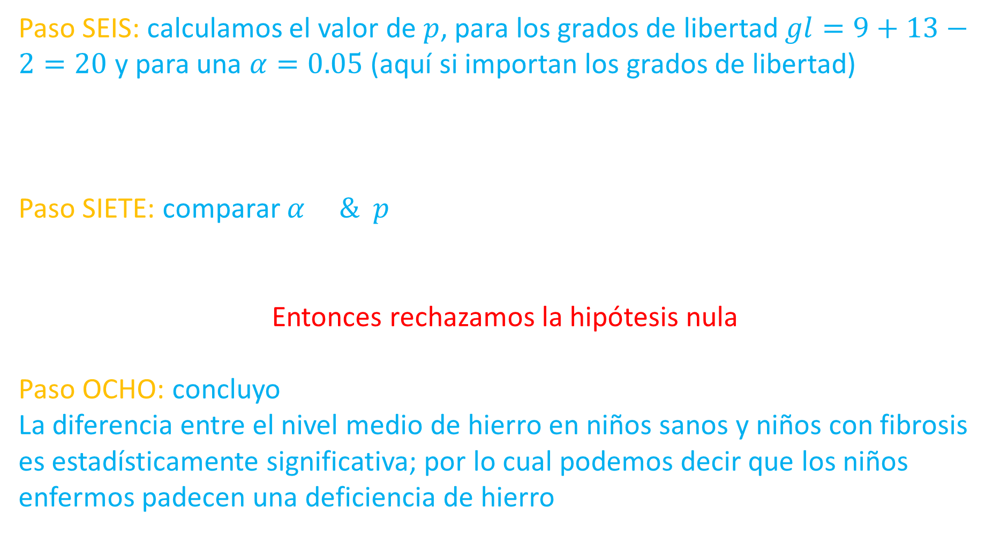 Paso SEIS: calculamos el valor de 𝑝, para los grados de libertad 𝑔𝑙 = 9 + 13 −
2 = 20 y para una 𝛼 = 0.05 (aquí si importan los grados de libertad)
Paso SIETE: comparar 𝛼 & 𝑝
Entonces rechazamos la hipótesis nula
Paso OCHO: concluyo
La diferencia entre el nivel medio de hierro en niños sanos y niños con fibrosis
es estadísticamente significativa; por lo cual podemos decir que los niños
enfermos padecen una deficiencia de hierro